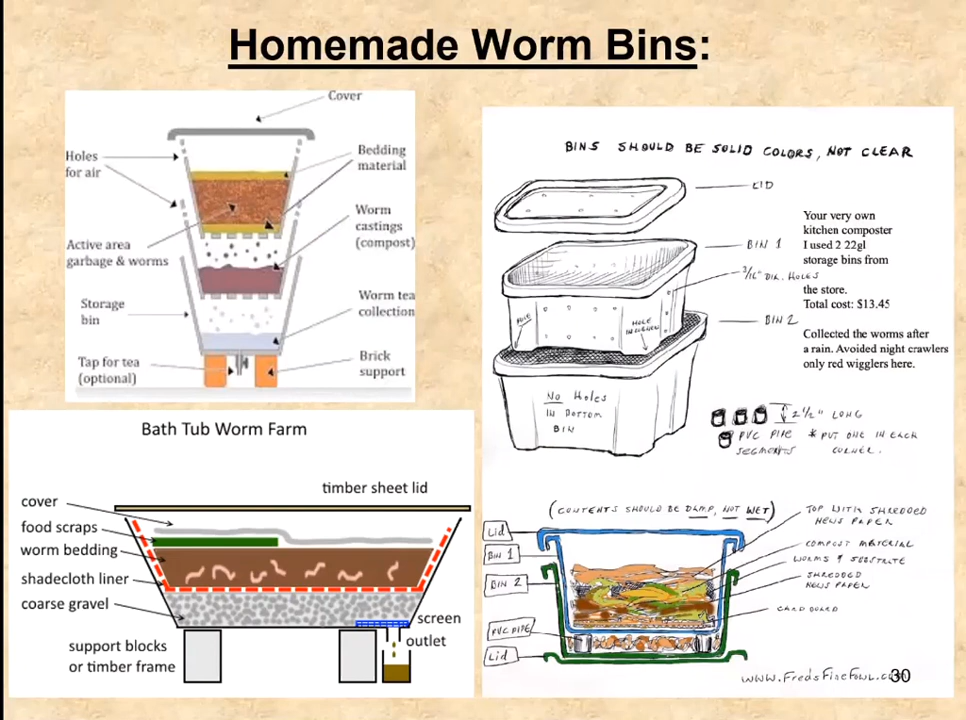 Homemade Worm Bins:
Cover
Holes
for air
Bedding
material
Worm
castings
(compost)
Active area
garbage & worms
Storage
bin
Worm tea
collection
Tap for tea
(optional)
Brick
support
BINS SHOULD BE SOLID COLORS, NOT CLEAR
LID
BIN 1
3/16" DIA. HOLES
BIN 2
HOLE
HOLE
IN CORNER
NO Holes
IN BOTTOM
BIN
Your very own
kitchen composter
I used 2 22gl
storage bins from
the store.
Total cost: $13.45
Collected the worms after
a rain. Avoided night crawlers
only red wigglers here.
2 1/2" LONG
PVC PIPE
SEGMENTS
* PUT ONE IN EACH
CORNER.
Bath Tub Worm Farm
timber sheet lid
cover
food scraps
worm bedding
shadecloth liner
coarse gravel
screen
outlet
support blocks
or timber frame
(CONTENTS SHOULD BE DAMP, NOT WET)
Lid
BIN 1
BIN 2
PVC PIPE
Lid
TOP WITH SHREDDED
NEWS PAPER
COMPOST MATERIAL
WORMS & SUBSTRATE
SHREDDED
NEWS PAPER
CARD BOARD
www.FredsFineFowl.com
30